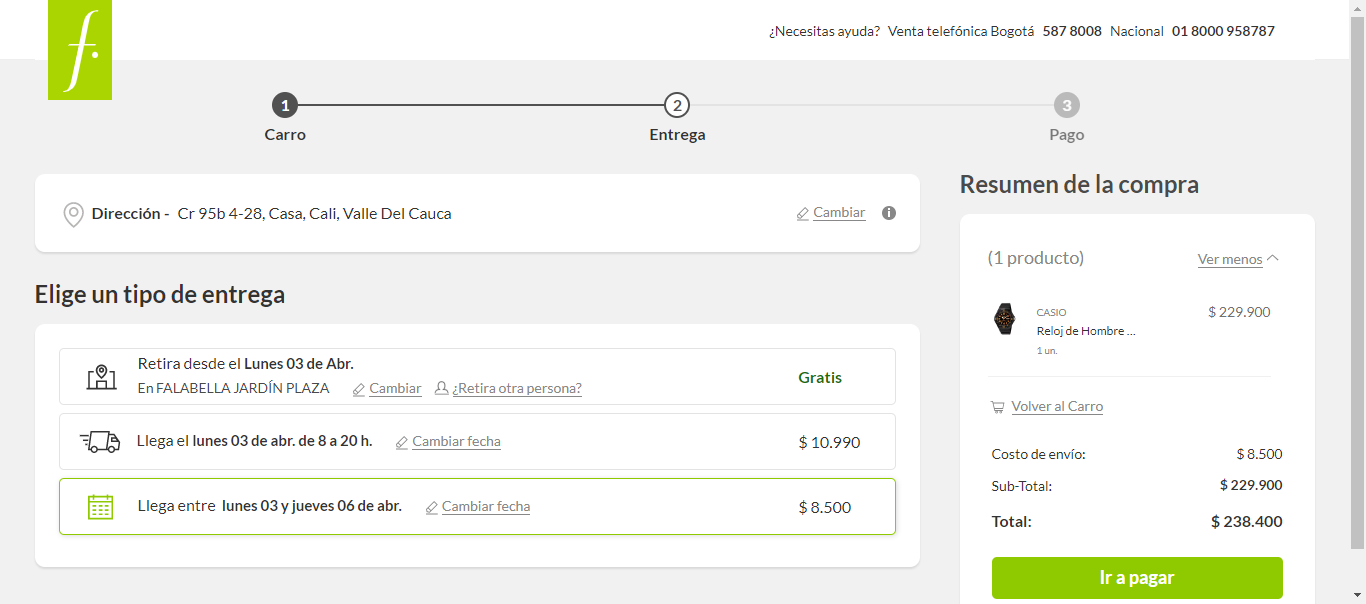 f.
¿Necesitas ayuda? Venta telefónica Bogotá 587 8008 Nacional 01 8000 958787
1 2 3
Carro Entrega Pago
Dirección - Cr 95b 4-28, Casa, Cali, Valle Del Cauca Cambiar
Elige un tipo de entrega
Retira desde el Lunes 03 de Abr.
En FALABELLA JARDÍN PLAZA Cambiar ¿Retira otra persona?
Gratis
Llega el lunes 03 de abr. de 8 a 20 h. Cambiar fecha $ 10.990
Llega entre lunes 03 y jueves 06 de abr. Cambiar fecha $ 8.500
Resumen de la compra
(1 producto) Ver menos
CASIO $ 229.900
Reloj de Hombre ...
1 un.
Volver al Carro
Costo de envío: $ 8.500
Sub-Total: $ 229.900
Total: $ 238.400
Ir a pagar